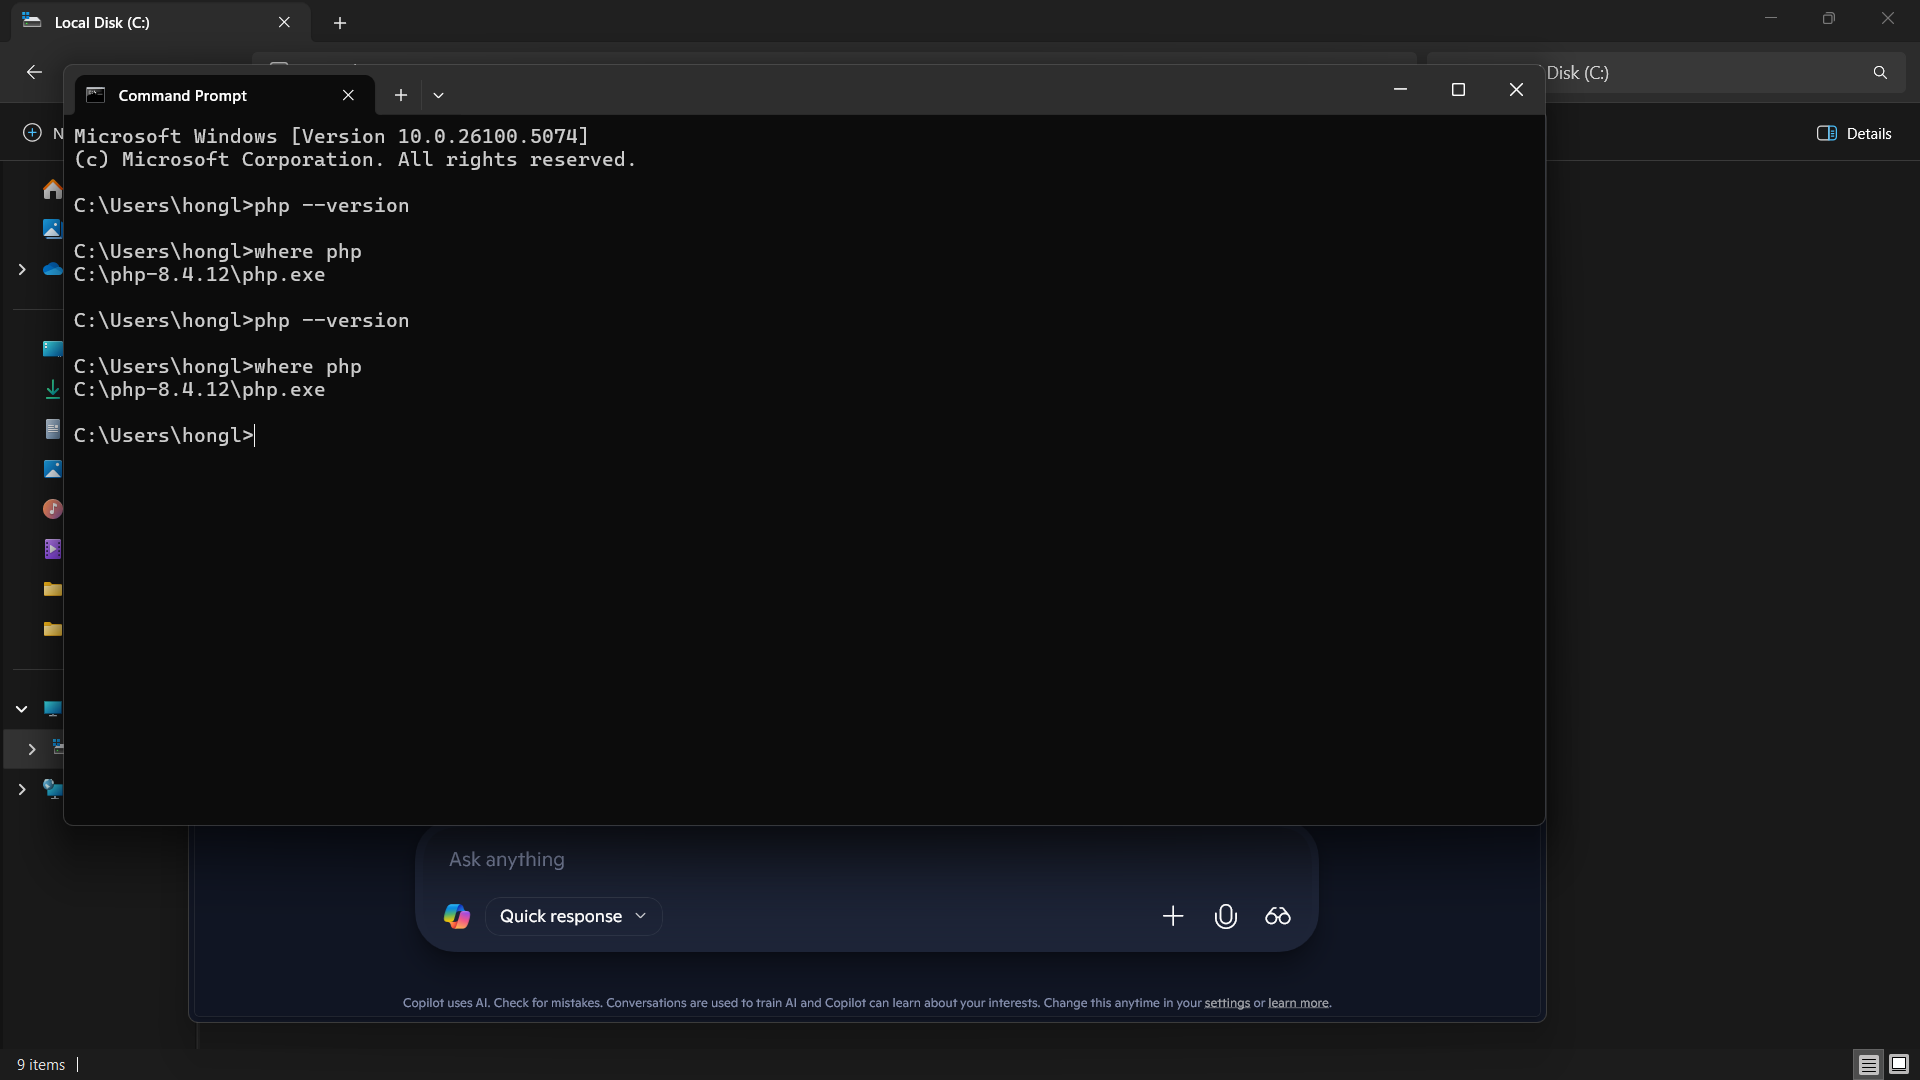 Local Disk (C:)
Disk (C:)
Command Prompt
N
Details
Microsoft Windows [Version 10.0.26100.5074]
(c) Microsoft Corporation. All rights reserved.
C:\Users\hongl>php --version
C:\Users\hongl>where php
C:\php-8.4.12\php.exe
C:\Users\hongl>php --version
C:\Users\hongl>where php
C:\php-8.4.12\php.exe
C:\Users\hongl>
Ask anything
Quick response
Copilot uses AI. Check for mistakes. Conversations are used to train AI and Copilot can learn about your interests. Change this anytime in your settings or learn more.
9 items